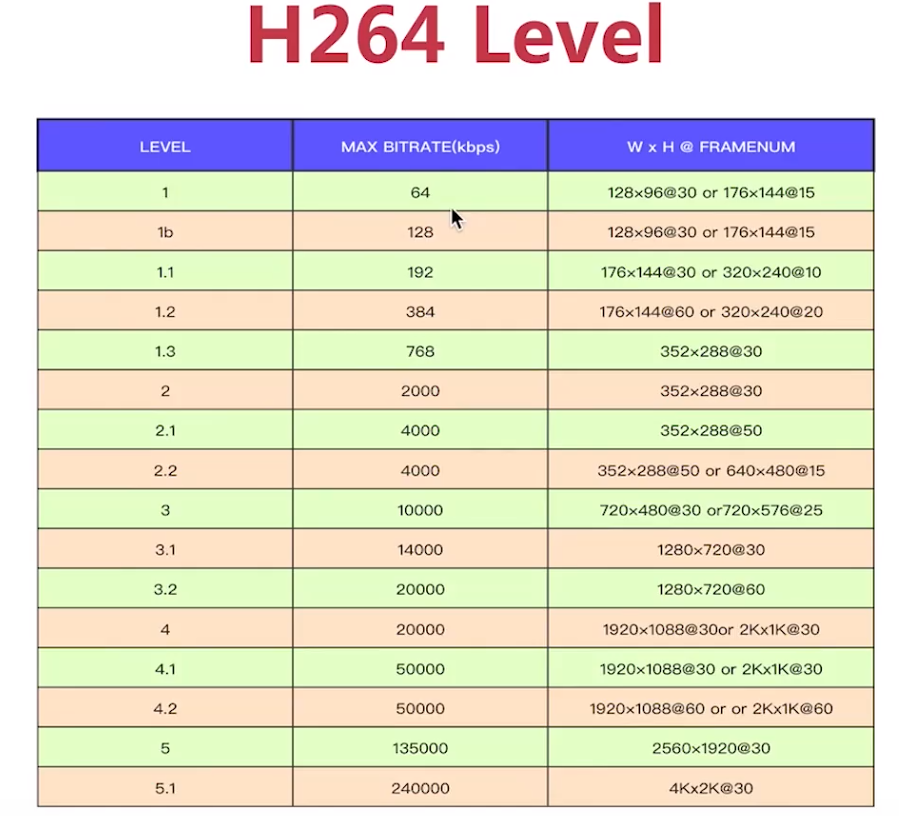 H264 Level
LEVEL MAX BITRATE(kbps) W x H @ FRAMENUM
1 64 128×96@30 or 176×144@15
1b 128 128×96@30 or 176×144@15
1.1 192 176×144@30 or 320×240@10
1.2 384 176×144@60 or 320×240@20
1.3 768 352×288@30
2 2000 352×288@30
2.1 4000 352×288@50
2.2 4000 352×288@50 or 640×480@15
3 10000 720×480@30 or720×576@25
3.1 14000 1280×720@30
3.2 20000 1280×720@60
4 20000 1920×1088@30or 2Kx1K@30
4.1 50000 1920×1088@30 or 2Kx1K@30
4.2 50000 1920×1088@60 or or 2Kx1K@60
5 135000 2560×1920@30
5.1 240000 4Kx2K@30